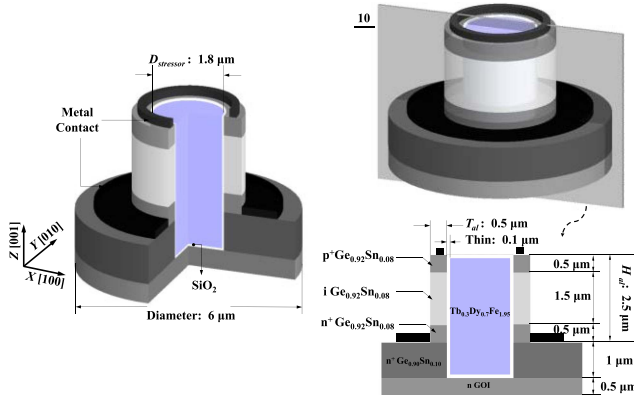 D_stressor: 1.8 μm
Metal
Contact
Z [001]
Y [010]
X [100]
SiO₂
Diameter: 6 μm
10
T_al: 0.5 μm
Thin: 0.1 μm
p⁺Ge₀.₉₂Sn₀.₀₈
i Ge₀.₉₂Sn₀.₀₈
n⁺ Ge₀.₉₂Sn₀.₀₈
Tb₀.₃Dy₀.₇Fe₁.₉₅
n⁺ Ge₀.₉₀Sn₀.₁₀
n GOI
0.5 μm
1.5 μm
0.5 μm
H_al: 2.5 μm
1 μm
0.5 μm